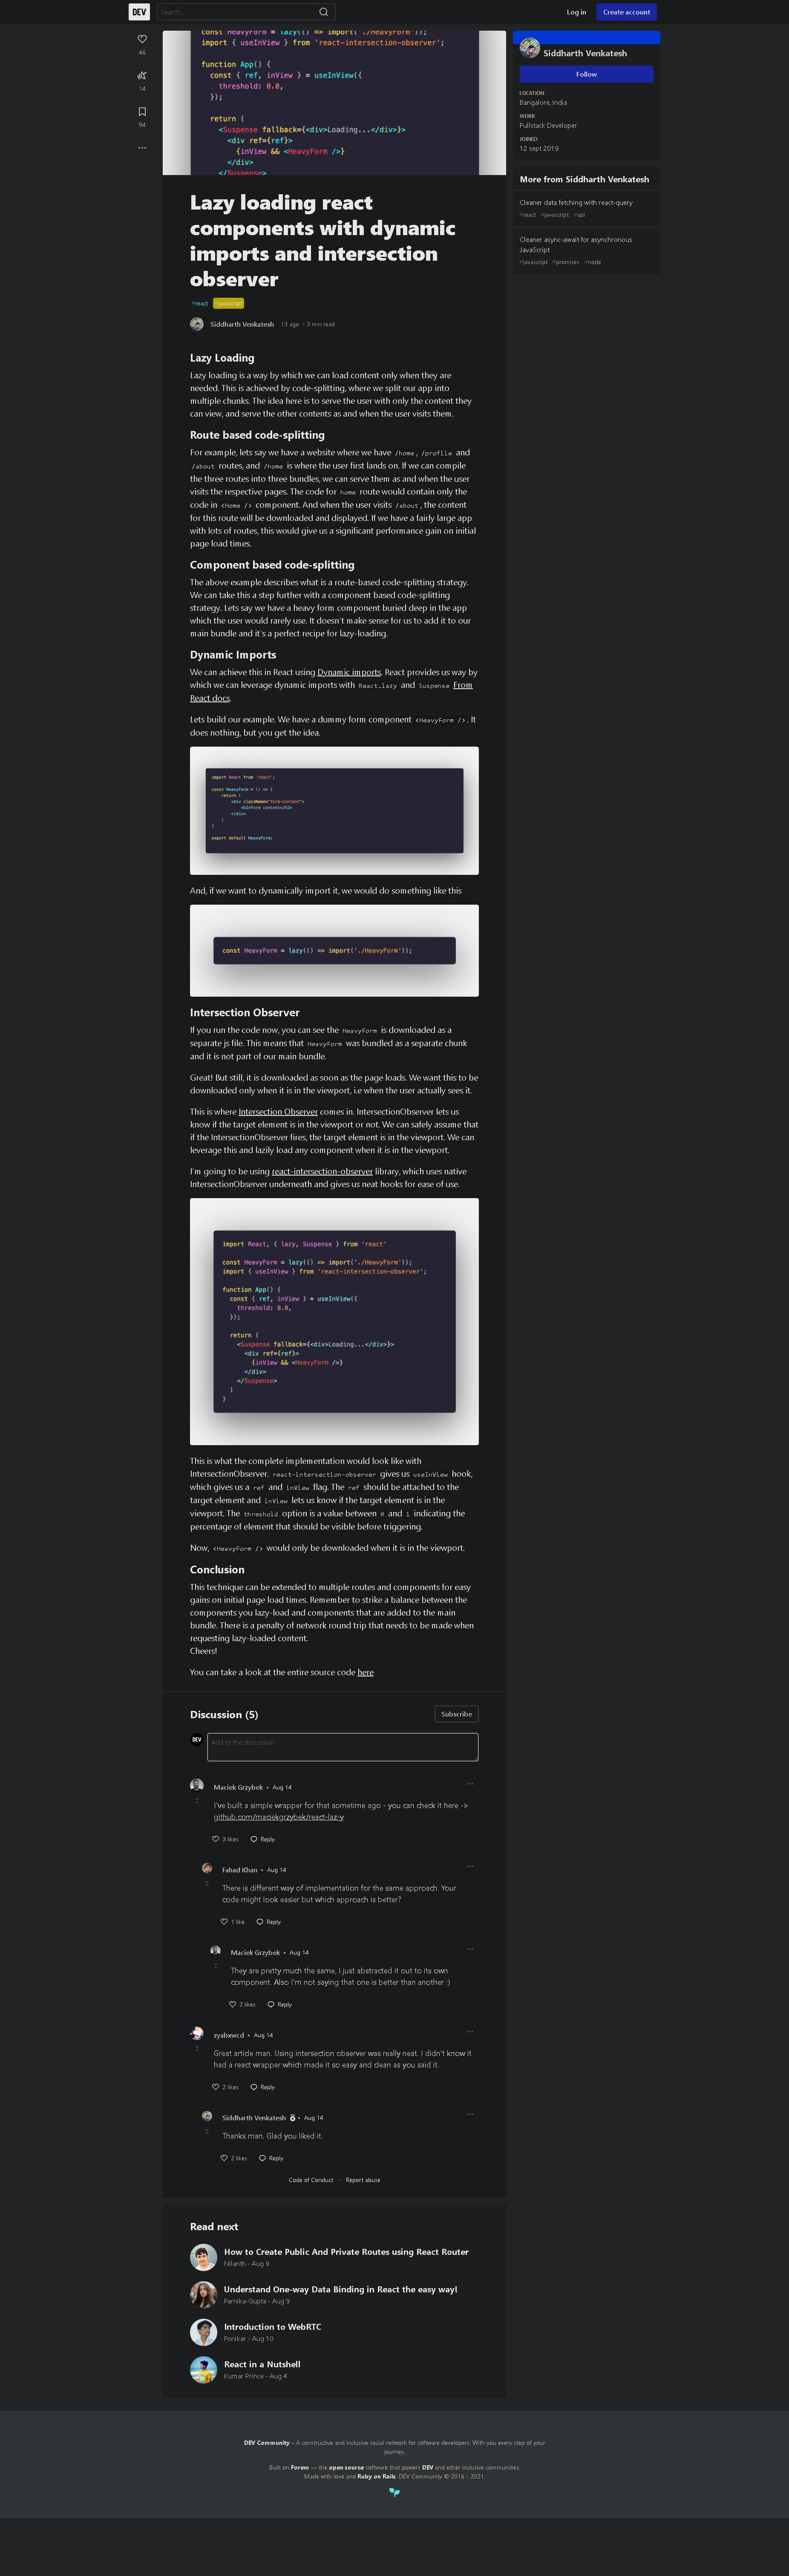 DEV
Search...
Log in
Create account
46
14
94
const HeavyForm = lazy(() => import('./HeavyForm'));
import { useInView } from 'react-intersection-observer';
function App() {
const { ref, inView } = useInView({
threshold: 0.0,
});
return (
<Suspense fallback={<div>Loading...</div>}>
<div ref={ref}>
{inView && <HeavyForm />}
</div>
</Suspense>
Siddharth Venkatesh
Follow
LOCATION
Bangalore, India
WORK
Fullstack Developer
JOINED
12 sept 2019
More from Siddharth Venkatesh
Cleaner data fetching with react-query
#react #javascript #api
Cleaner async-await for asynchronous
JavaScript
#javascript #promises #node
Lazy loading react
components with dynamic
imports and intersection
observer
#react #javascript
Siddharth Venkatesh 13 ago ・3 min read
Lazy Loading
Lazy loading is a way by which we can load content only when they are
needed. This is achieved by code-splitting, where we split our app into
multiple chunks. The idea here is to serve the user with only the content they
can view, and serve the other contents as and when the user visits them.
Route based code-splitting
For example, lets say we have a website where we have /home, /profile and
/about routes, and /home is where the user first lands on. If we can compile
the three routes into three bundles, we can serve them as and when the user
visits the respective pages. The code for home route would contain only the
code in <Home /> component. And when the user visits /about, the content
for this route will be downloaded and displayed. If we have a fairly large app
with lots of routes, this would give us a significant performance gain on initial
page load times.
Component based code-splitting
The above example describes what is a route-based code-splitting strategy.
We can take this a step further with a component based code-splitting
strategy. Lets say we have a heavy form component buried deep in the app
which the user would rarely use. It doesn't make sense for us to add it to our
main bundle and it's a perfect recipe for lazy-loading.
Dynamic Imports
We can achieve this in React using Dynamic imports. React provides us way by
which we can leverage dynamic imports with React.lazy and Suspense From
React docs.
Lets build our example. We have a dummy form component <HeavyForm />. It
does nothing, but you get the idea.
import React from 'react';
const HeavyForm = () => {
return (
<div className="form-content">
<h2>Form content</h2>
</div>
)
}
export default HeavyForm;
And, if we want to dynamically import it, we would do something like this
const HeavyForm = lazy(() => import('./HeavyForm'));
Intersection Observer
If you run the code now, you can see the HeavyForm is downloaded as a
separate js file. This means that HeavyForm was bundled as a separate chunk
and it is not part of our main bundle.
Great! But still, it is downloaded as soon as the page loads. We want this to be
downloaded only when it is in the viewport, i.e when the user actually sees it.
This is where Intersection Observer comes in. IntersectionObserver lets us
know if the target element is in the viewport or not. We can safely assume that
if the IntersectionObserver fires, the target element is in the viewport. We can
leverage this and lazily load any component when it is in the viewport.
I'm going to be using react-intersection-observer library, which uses native
IntersectionObserver underneath and gives us neat hooks for ease of use.
import React, { lazy, Suspense } from 'react'
const HeavyForm = lazy(() => import('./HeavyForm'));
import { useInView } from 'react-intersection-observer';
function App() {
const { ref, inView } = useInView({
threshold: 0.0,
});
return (
<Suspense fallback={<div>Loading...</div>}>
<div ref={ref}>
{inView && <HeavyForm />}
</div>
</Suspense>
)
}
This is what the complete implementation would look like with
IntersectionObserver. react-intersection-observer gives us useInView hook,
which gives us a ref and inView flag. The ref should be attached to the
target element and inView lets us know if the target element is in the
viewport. The threshold option is a value between 0 and 1 indicating the
percentage of element that should be visible before triggering.
Now, <HeavyForm /> would only be downloaded when it is in the viewport.
Conclusion
This technique can be extended to multiple routes and components for easy
gains on initial page load times. Remember to strike a balance between the
components you lazy-load and components that are added to the main
bundle. There is a penalty of network round trip that needs to be made when
requesting lazy-loaded content.
Cheers!
You can take a look at the entire source code here
Discussion (5)
Subscribe
DEV
Add to the discussion
Maciek Grzybek • Aug 14
I've built a simple wrapper for that sometime ago - you can check it here ->
github.com/maciekgrzybek/react-laz-y
3 likes Reply
Fahad Khan • Aug 14
There is different way of implementation for the same approach. Your
code might look easier but which approach is better?
1 like Reply
Maciek Grzybek • Aug 14
They are pretty much the same, I just abstracted it out to its own
component. Also I'm not saying that one is better than another :)
2 likes Reply
zyabxwcd • Aug 14
Great article man. Using intersection observer was really neat. I didn't know it
had a react wrapper which made it so easy and clean as you said it.
2 likes Reply
Siddharth Venkatesh • Aug 14
Thanks man. Glad you liked it.
2 likes Reply
Code of Conduct • Report abuse
Read next
How to Create Public And Private Routes using React Router
Nilanth - Aug 9
Understand One-way Data Binding in React the easy way!
Parnika-Gupta - Aug 9
Introduction to WebRTC
Ponikar - Aug 10
React in a Nutshell
Kumar Prince - Aug 4
DEV Community – A constructive and inclusive social network for software developers. With you every step of your
journey.
Built on Forem — the open source software that powers DEV and other inclusive communities.
Made with love and Ruby on Rails. DEV Community © 2016 - 2021.